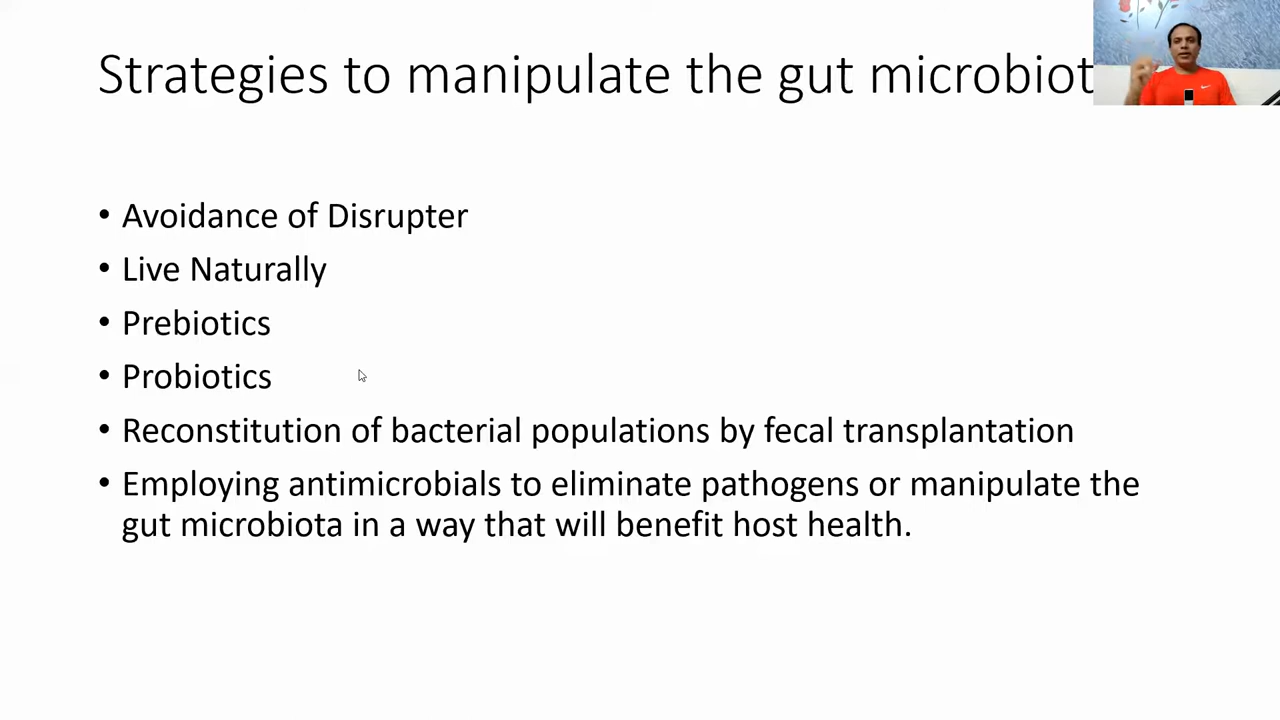 Strategies to manipulate the gut microbiot
• Avoidance of Disrupter
• Live Naturally
• Prebiotics
• Probiotics
• Reconstitution of bacterial populations by fecal transplantation
• Employing antimicrobials to eliminate pathogens or manipulate the
gut microbiota in a way that will benefit host health.